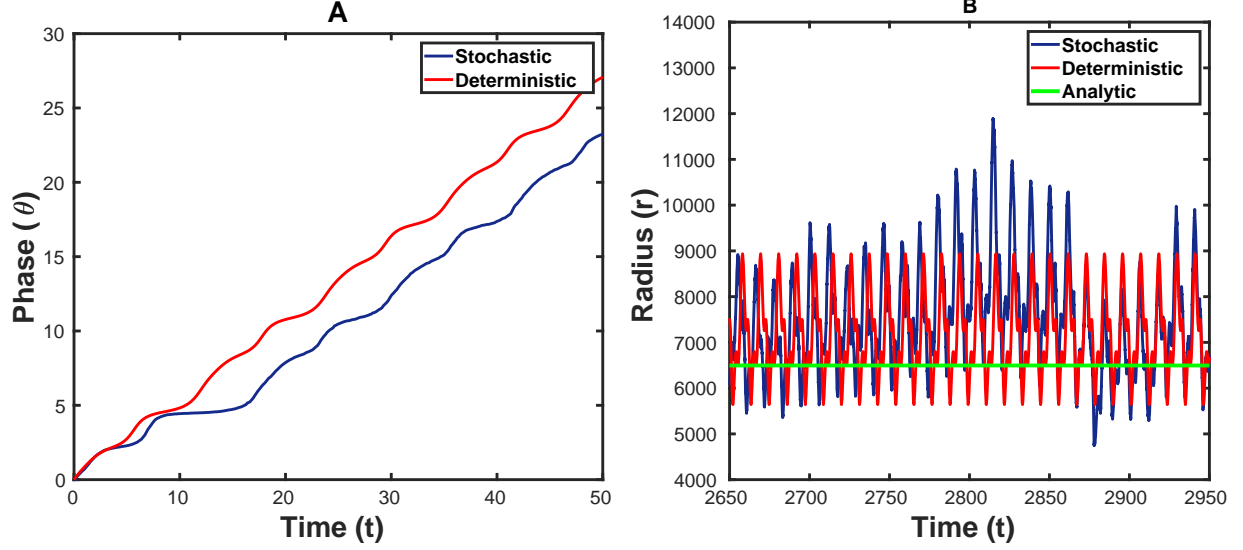 A
30
25
20
15
10
5
0
0 10 20 30 40 50
Phase (θ)
Time (t)
Stochastic
Deterministic
B
14000
13000
12000
11000
10000
9000
8000
7000
6000
5000
4000
2650 2700 2750 2800 2850 2900 2950
Radius (r)
Time (t)
Stochastic
Deterministic
Analytic